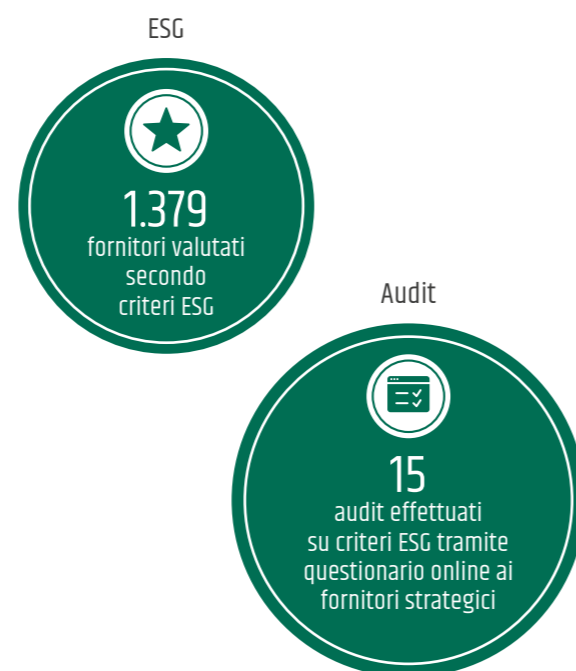 ESG
1.379
fornitori valutati
secondo
criteri ESG
Audit
15
audit effettuati
su criteri ESG tramite
questionario online ai
fornitori strategici